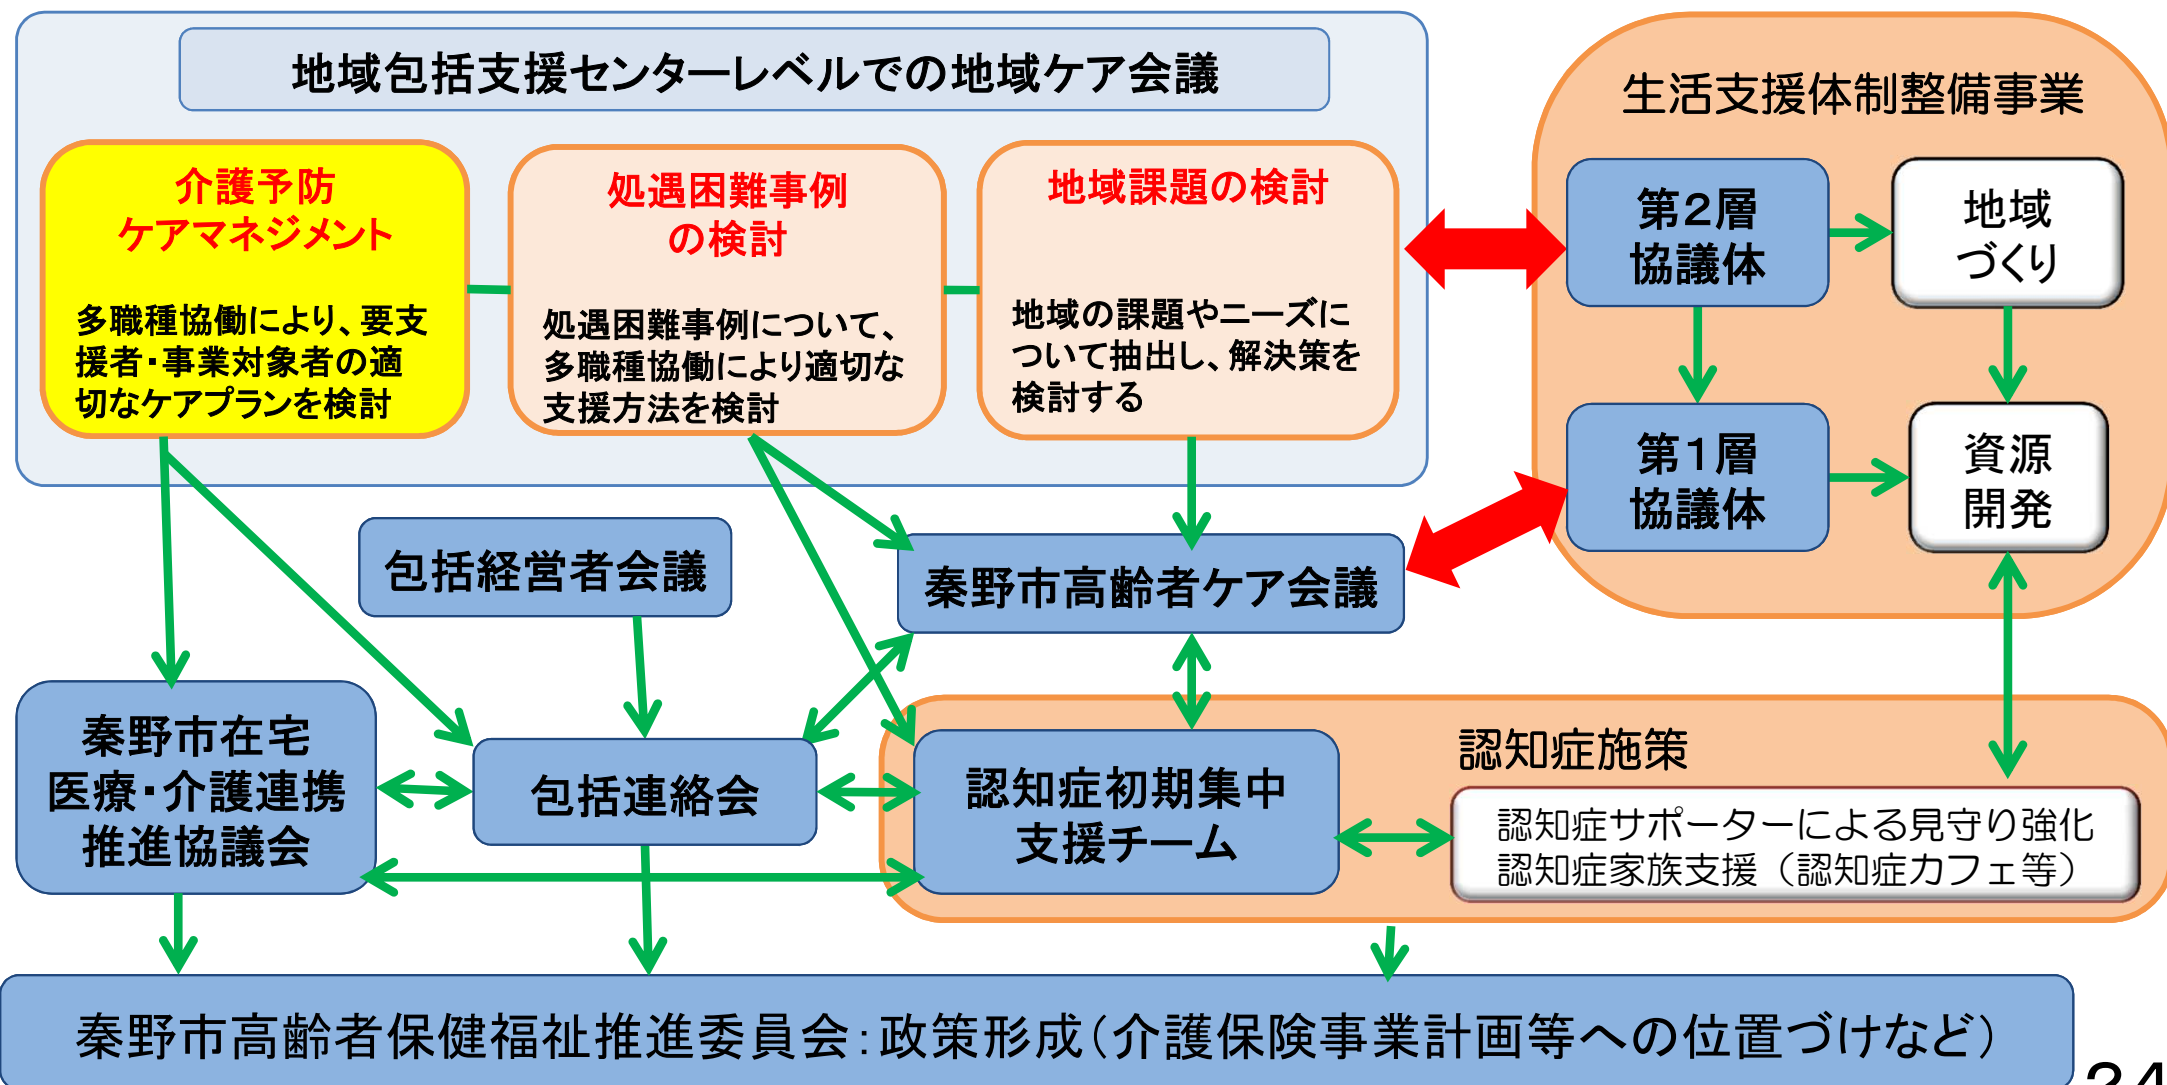 地域包括支援センターレベルでの地域ケア会議
介護予防
ケアマネジメント
多職種協働により、要支
援者・事業対象者の適
切なケアプランを検討
処遇困難事例
の検討
処遇困難事例について、
多職種協働により適切な
支援方法を検討
地域課題の検討
地域の課題やニーズに
ついて抽出し、解決策を
検討する
生活支援体制整備事業
第2層
協議体
地域
づくり
第1層
協議体
資源
開発
包括経営者会議
秦野市高齢者ケア会議
秦野市在宅
医療・介護連携
推進協議会
包括連絡会
認知症初期集中
支援チーム
認知症施策
認知症サポーターによる見守り強化
認知症家族支援（認知症カフェ等）
秦野市高齢者保健福祉推進委員会：政策形成（介護保険事業計画等への位置づけなど）
34